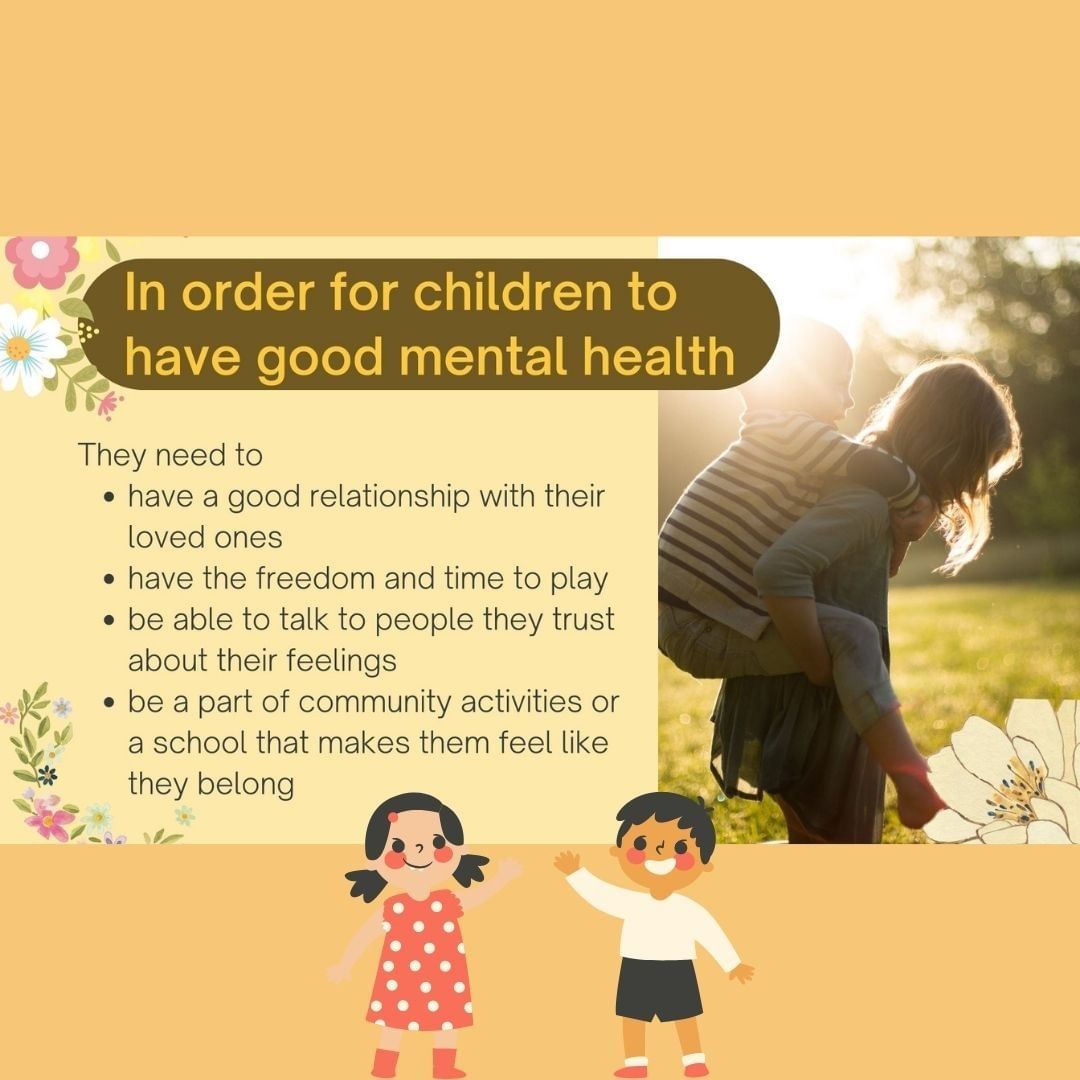 In order for children to
have good mental health
They need to
• have a good relationship with their
loved ones
• have the freedom and time to play
• be able to talk to people they trust
about their feelings
• be a part of community activities or
a school that makes them feel like
they belong